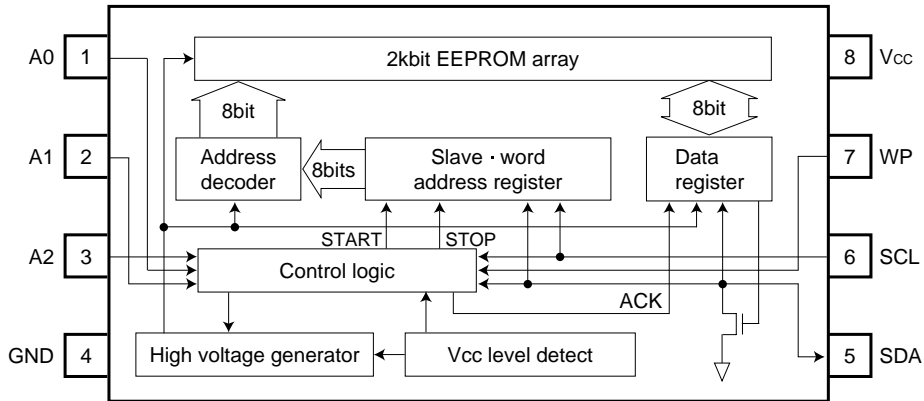 A0
1
2kbit EEPROM array
8
Vcc
8bit
8bit
A1
2
Address
decoder
8bits
Slave · word
address register
Data
register
7
WP
START
STOP
A2
3
Control logic
6
SCL
ACK
GND
4
High voltage generator
Vcc level detect
5
SDA